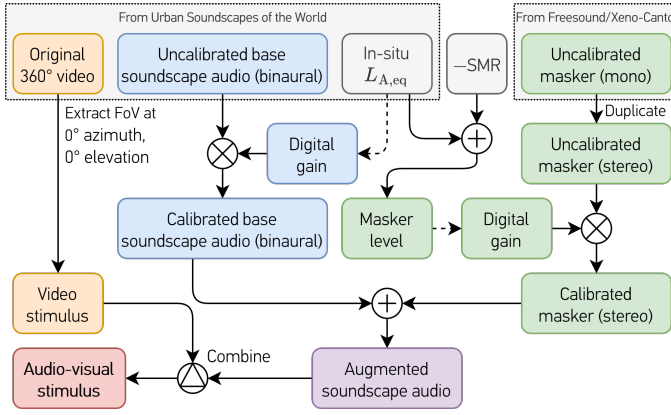 From Urban Soundscapes of the World
From Freesound/Xeno-Canto
Original
360° video
Uncalibrated base
soundscape audio (binaural)
In-situ
L_A,eq
−SMR
Uncalibrated
masker (mono)
Extract FoV at
0° azimuth,
0° elevation
Duplicate
Digital
gain
Uncalibrated
masker (stereo)
Calibrated base
soundscape audio (binaural)
Masker
level
Digital
gain
Video
stimulus
Calibrated
masker (stereo)
Combine
Audio-visual
stimulus
Augmented
soundscape audio